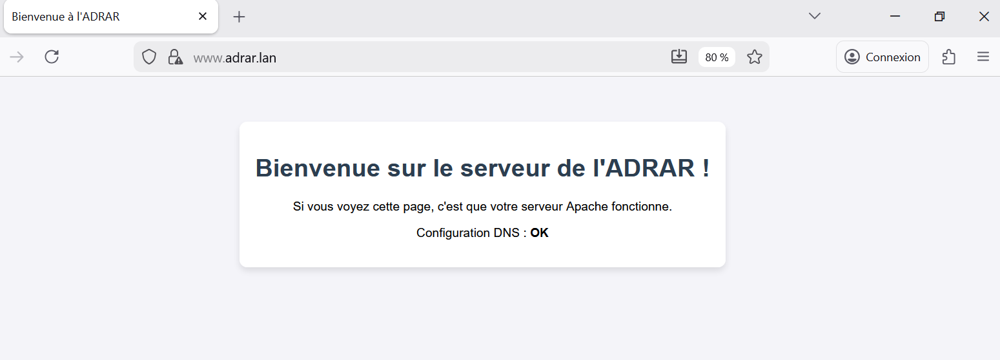 Bienvenue à l'ADRAR
www.adrar.lan
80 %
Connexion
Bienvenue sur le serveur de l'ADRAR !
Si vous voyez cette page, c'est que votre serveur Apache fonctionne.
Configuration DNS : OK